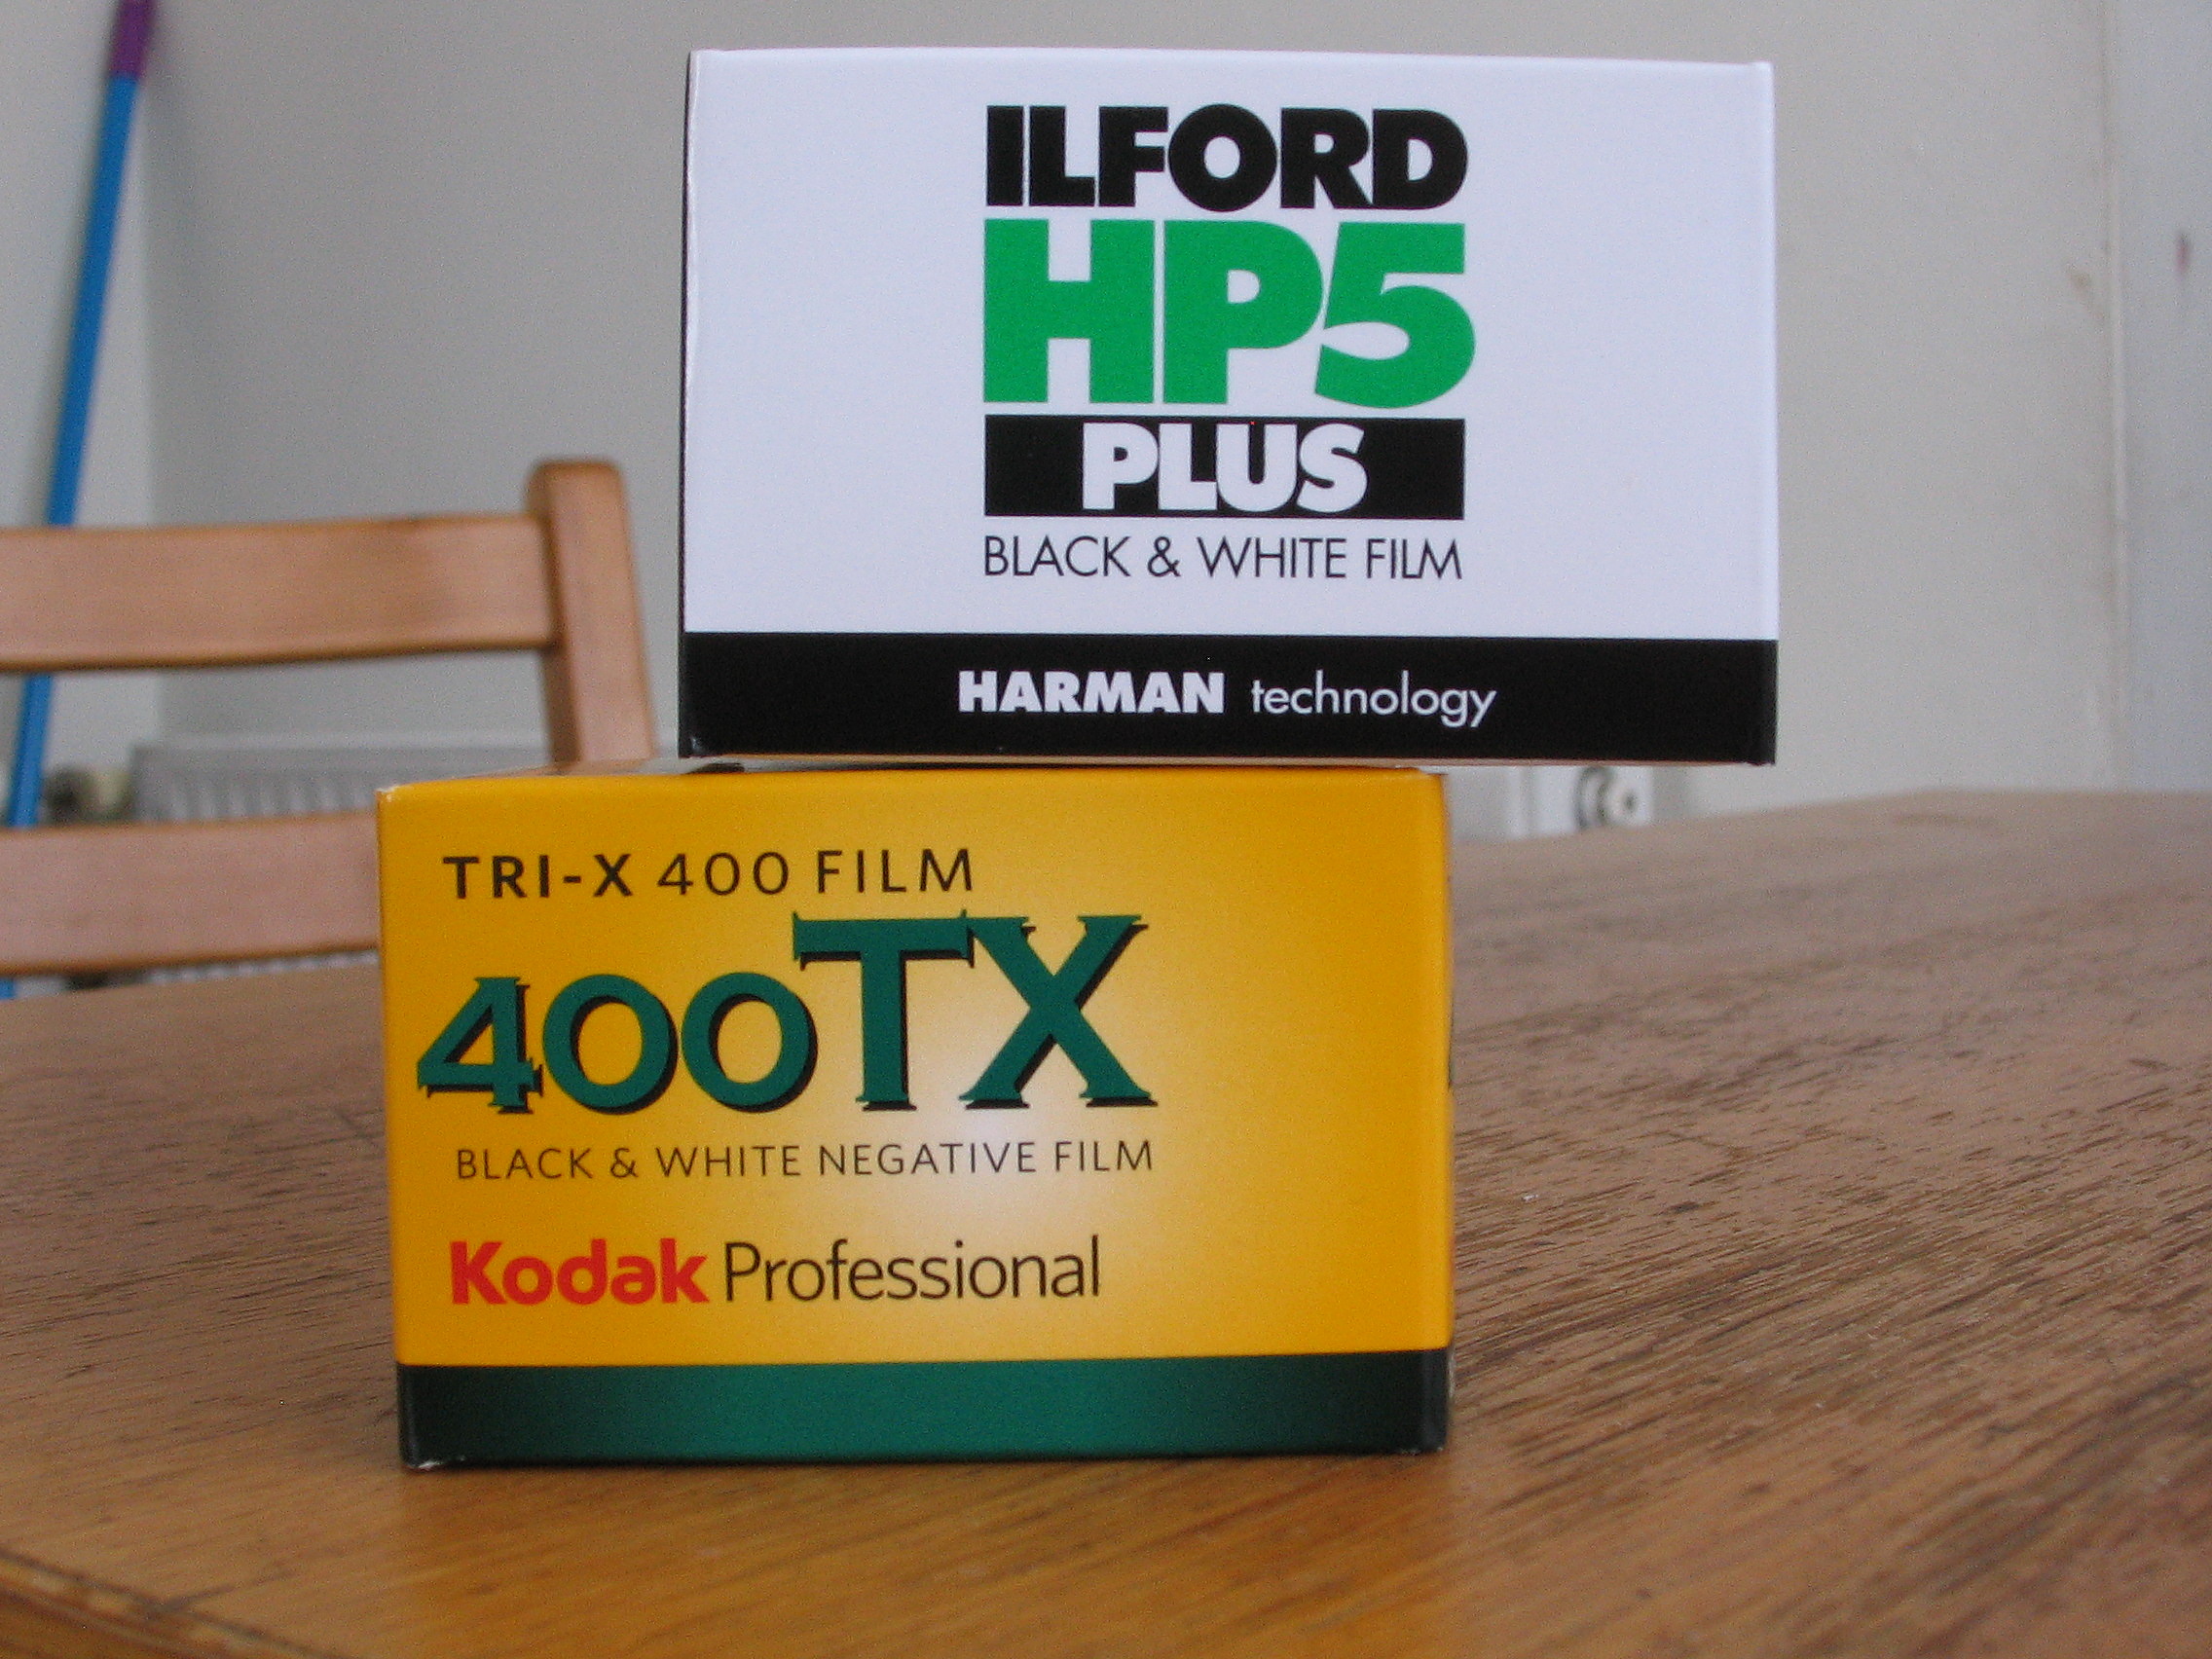 ILFORD
HP5
PLUS
BLACK & WHITE FILM
HARMAN technology
TRI-X 400 FILM
400TX
BLACK & WHITE NEGATIVE FILM
Kodak Professional